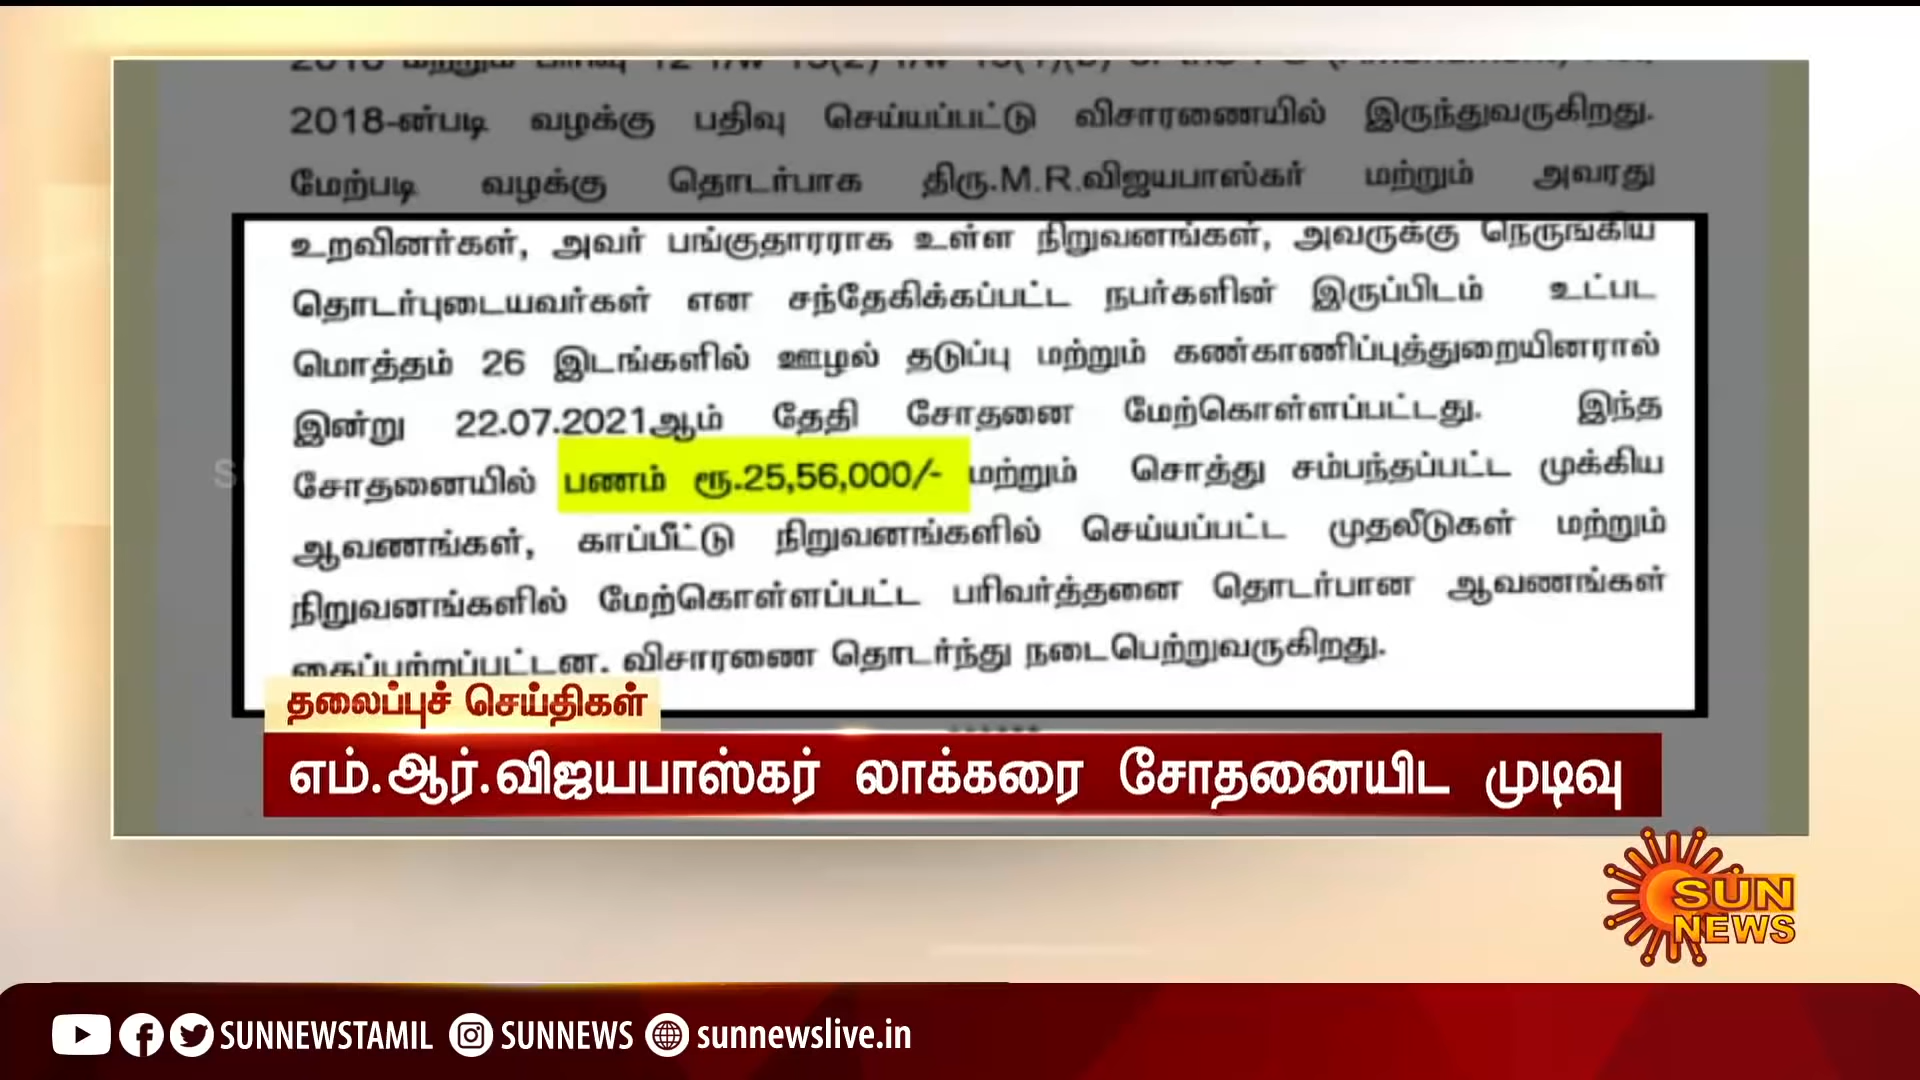 2018-ன்படி வழக்கு பதிவு செய்யப்பட்டு விசாரணையில் இருந்துவருகிறது.
மேற்படி வழக்கு தொடர்பாக திரு.M.R.விஜயபாஸ்கர் மற்றும் அவரது
உறவினர்கள், அவர் பங்குதாரராக உள்ள நிறுவனங்கள், அவருக்கு நெருங்கிய
தொடர்புடையவர்கள் என சந்தேகிக்கப்பட்ட நபர்களின் இருப்பிடம் உட்பட
மொத்தம் 26 இடங்களில் ஊழல் தடுப்பு மற்றும் கண்காணிப்புத்துறையினரால்
இன்று 22.07.2021ஆம் தேதி சோதனை மேற்கொள்ளப்பட்டது. இந்த
சோதனையில் பணம் ரூ.25,56,000/- மற்றும் சொத்து சம்பந்தப்பட்ட முக்கிய
ஆவணங்கள், காப்பீட்டு நிறுவனங்களில் செய்யப்பட்ட முதலீடுகள் மற்றும்
நிறுவனங்களில் மேற்கொள்ளப்பட்ட பரிவர்த்தனை தொடர்பான ஆவணங்கள்
கைப்பற்றப்பட்டன. விசாரணை தொடர்ந்து நடைபெற்றுவருகிறது.
தலைப்புச் செய்திகள்
எம்.ஆர்.விஜயபாஸ்கர் லாக்கரை சோதனையிட முடிவு
SUN
NEWS
SUNNEWSTAMIL SUNNEWS sunnewslive.in